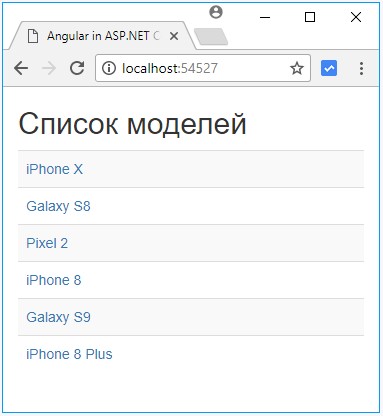 Angular in ASP.NET C
localhost:54527
Список моделей
iPhone X
Galaxy S8
Pixel 2
iPhone 8
Galaxy S9
iPhone 8 Plus